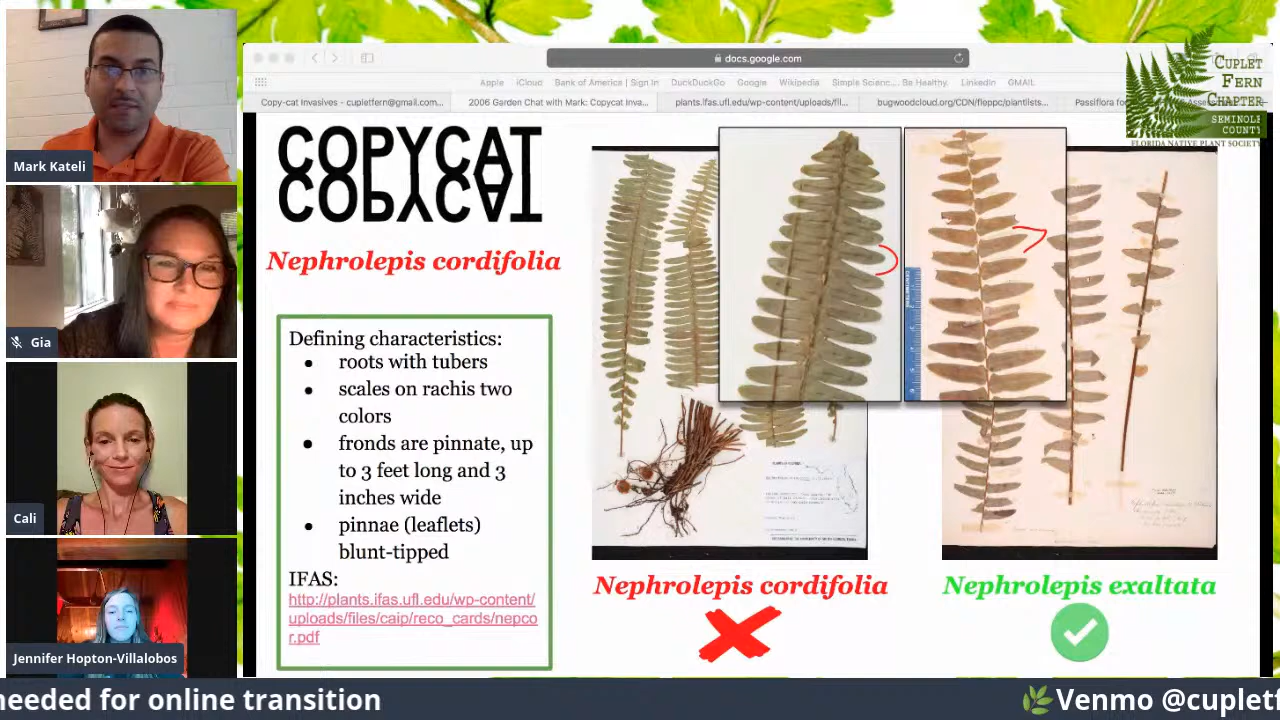 Mark Kateli
Gia
Cali
Jennifer Hopton-Villalobos
docs.google.com
Apple iCloud Bank of America | Sign In DuckDuckGo Google Wikipedia Simple Scienc... Be Healthy. LinkedIn GMAIL
Copy-cat Invasives - cupletfern@gmail.com... 2006 Garden Chat with Mark: Copycat Inva... plants.ifas.ufl.edu/wp-content/uploads/fil... bugwoodcloud.org/CDN/fleppc/plantlists... Passiflora for
CUPLET
FERN
CHAPTER
SEMINOLE
COUNTY
FLORIDA NATIVE PLANT SOCIETY
COPYCAT
COPYCAT
Nephrolepis cordifolia
Defining characteristics:
● roots with tubers
● scales on rachis two
colors
● fronds are pinnate, up
to 3 feet long and 3
inches wide
● pinnae (leaflets)
blunt-tipped
IFAS:
http://plants.ifas.ufl.edu/wp-content/
uploads/files/caip/reco_cards/nepco
r.pdf
Nephrolepis cordifolia
Nephrolepis exaltata
needed for online transition
Venmo @cupletf